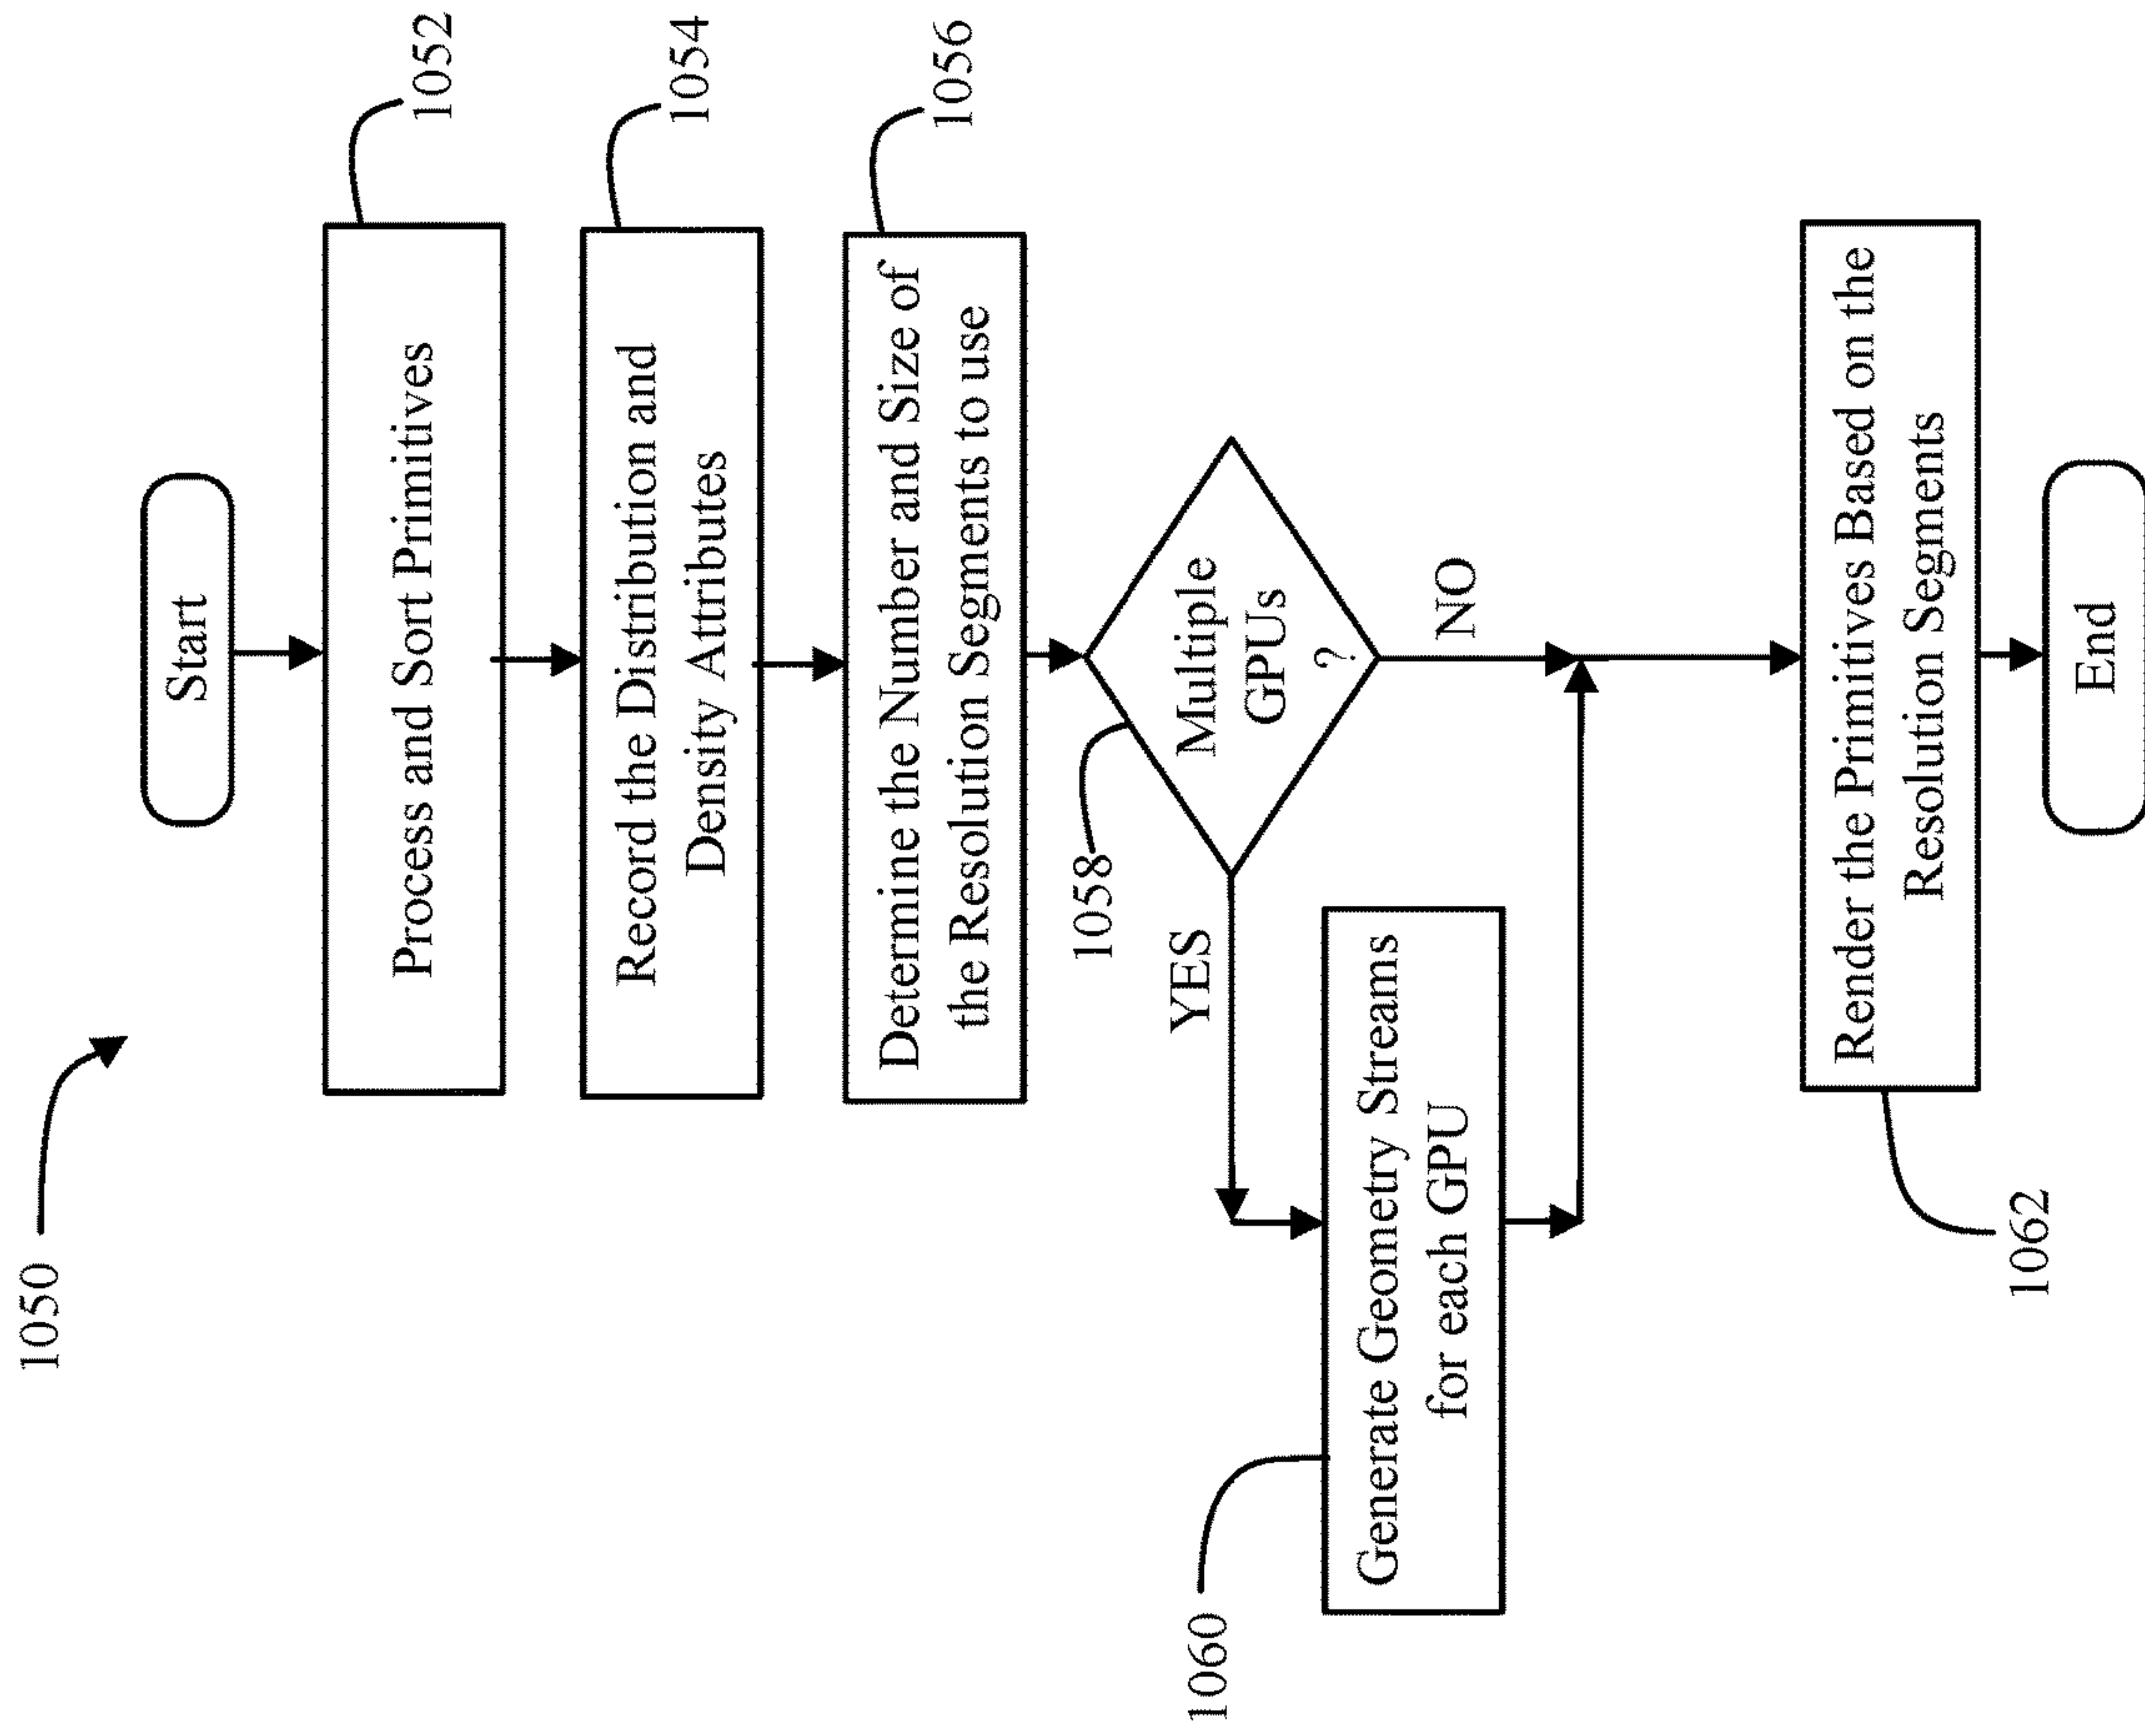 1050
Start
Process and Sort Primitives
1052
Record the Distribution and
Density Attributes
1054
Determine the Number and Size of
the Resolution Segments to use
1056
1058
Multiple
GPUs
?
YES
NO
1060
Generate Geometry Streams
for each GPU
Render the Primitives Based on the
Resolution Segments
1062
End